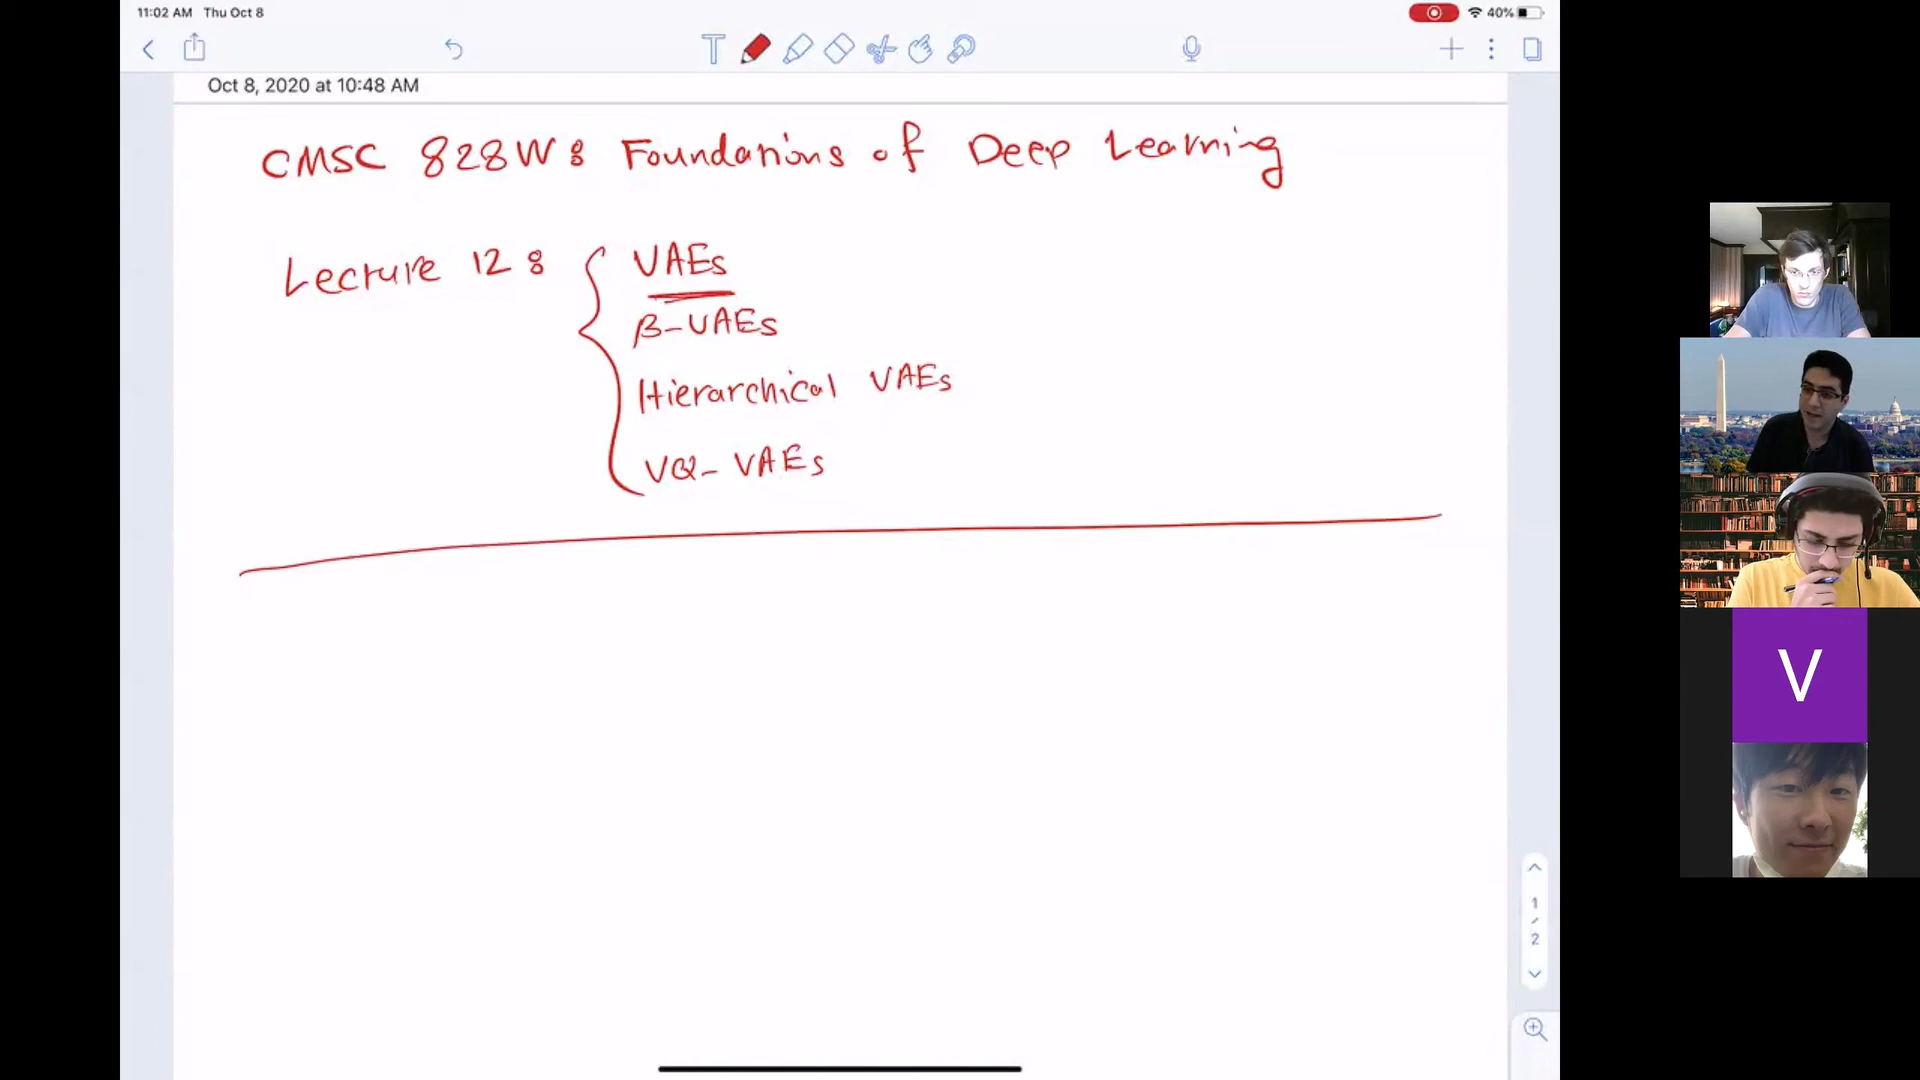 11:02 AM Thu Oct 8
40%
T
Oct 8, 2020 at 10:48 AM
CMSC 828W : Foundations of Deep Learning
Lecture 12 :
VAEs
β-VAEs
Hierarchical VAEs
VQ-VAEs
V
1
/
2